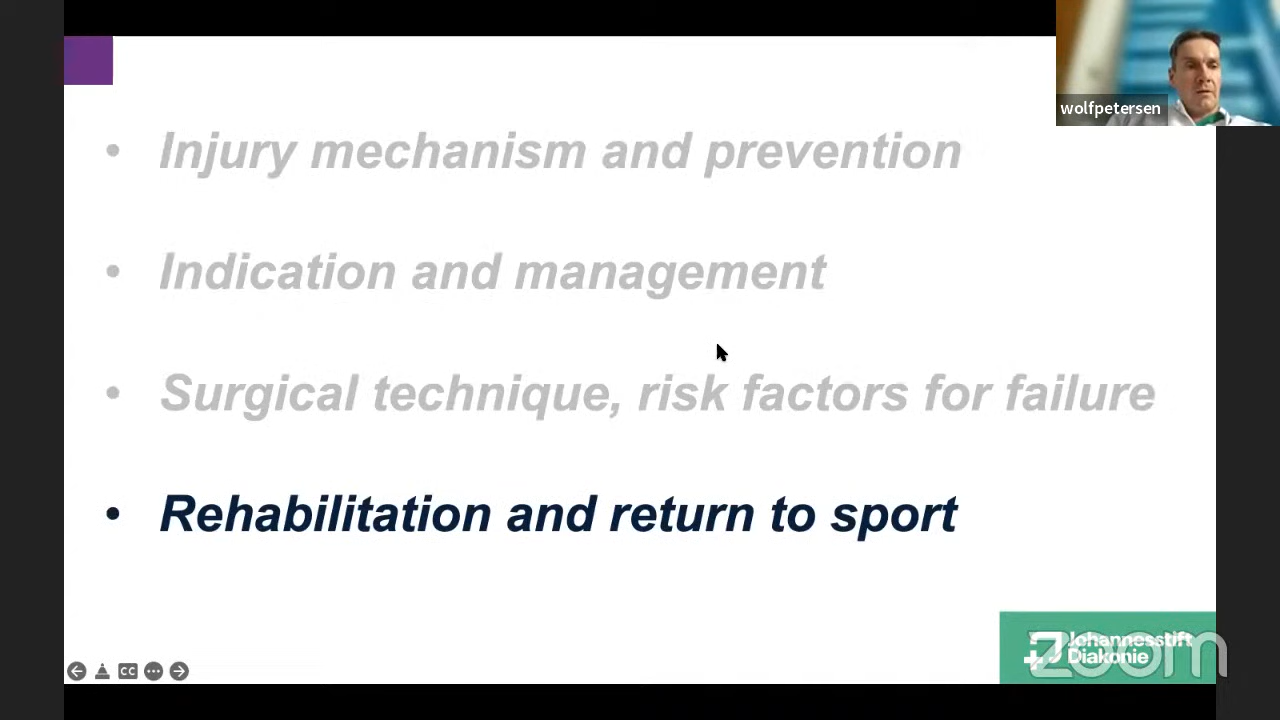 wolfpetersen
• Injury mechanism and prevention
• Indication and management
• Surgical technique, risk factors for failure
• Rehabilitation and return to sport
Johannesstift
Diakonie
zoom
CC